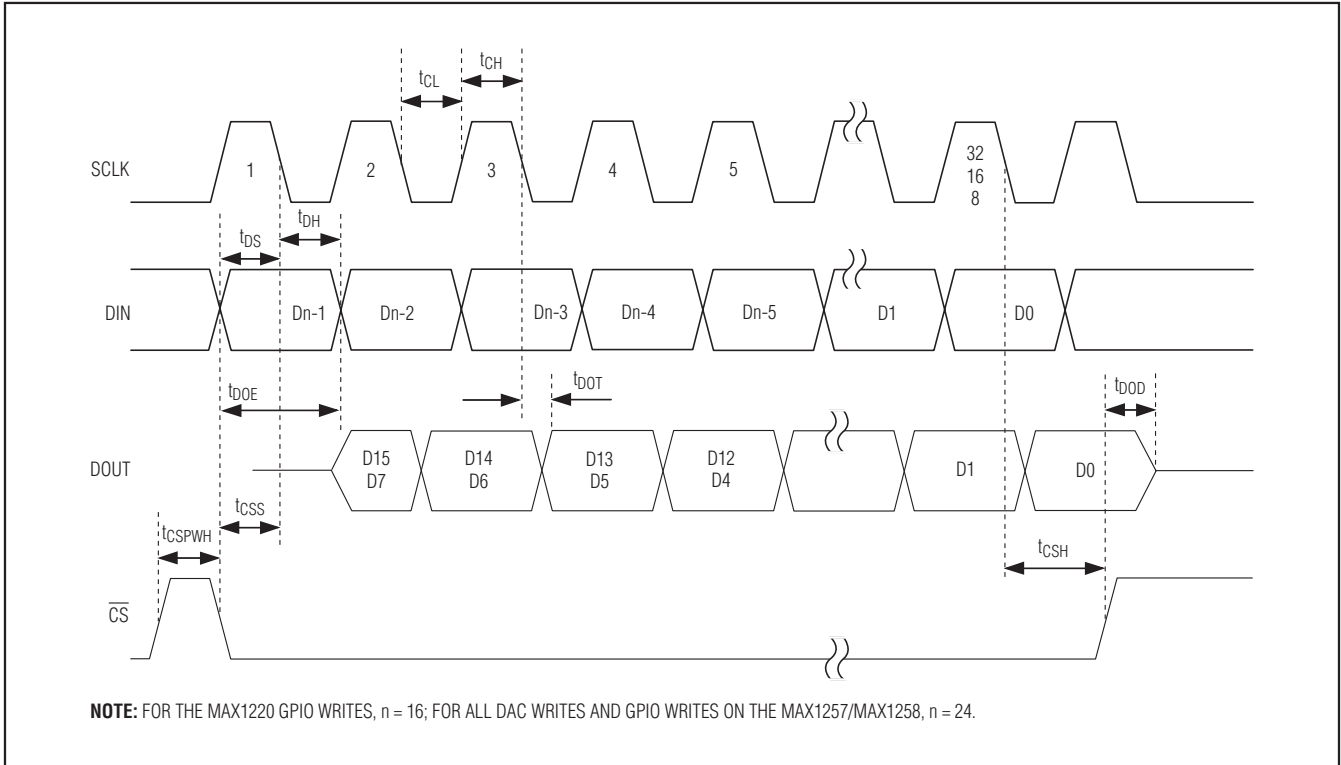 tCH
tCL
SCLK
1
2
3
4
5
32
16
8
tDH
tDS
DIN
Dn-1
Dn-2
Dn-3
Dn-4
Dn-5
D1
D0
tDOE
tDOT
tDOD
DOUT
D15
D7
D14
D6
D13
D5
D12
D4
D1
D0
tCSS
tCSPWH
tCSH
CS
NOTE: FOR THE MAX1220 GPIO WRITES, n = 16; FOR ALL DAC WRITES AND GPIO WRITES ON THE MAX1257/MAX1258, n = 24.